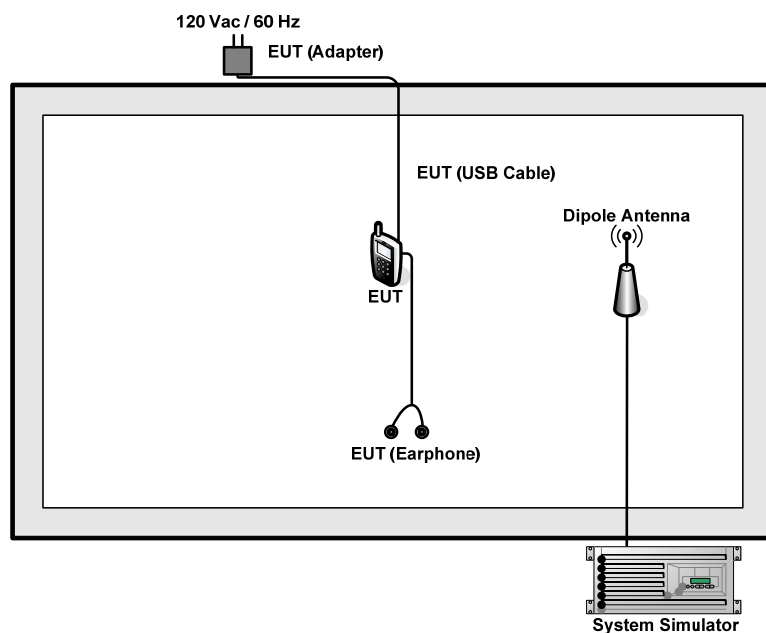 120 Vac / 60 Hz
EUT (Adapter)
EUT (USB Cable)
Dipole Antenna
EUT
EUT (Earphone)
System Simulator